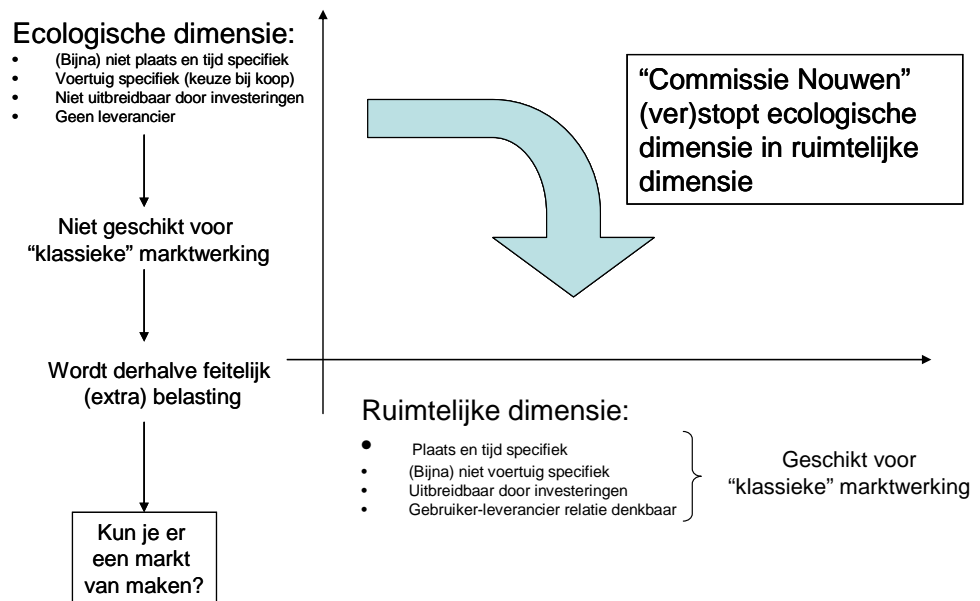 Ecologische dimensie:
• (Bijna) niet plaats en tijd specifiek
• Voertuig specifiek (keuze bij koop)
• Niet uitbreidbaar door investeringen
• Geen leverancier
Niet geschikt voor
“klassieke” marktwerking
Wordt derhalve feitelijk
(extra) belasting
Kun je er
een markt
van maken?
“Commissie Nouwen”
(ver)stopt ecologische
dimensie in ruimtelijke
dimensie
Ruimtelijke dimensie:
• Plaats en tijd specifiek
• (Bijna) niet voertuig specifiek
• Uitbreidbaar door investeringen
• Gebruiker-leverancier relatie denkbaar
Geschikt voor
“klassieke” marktwerking